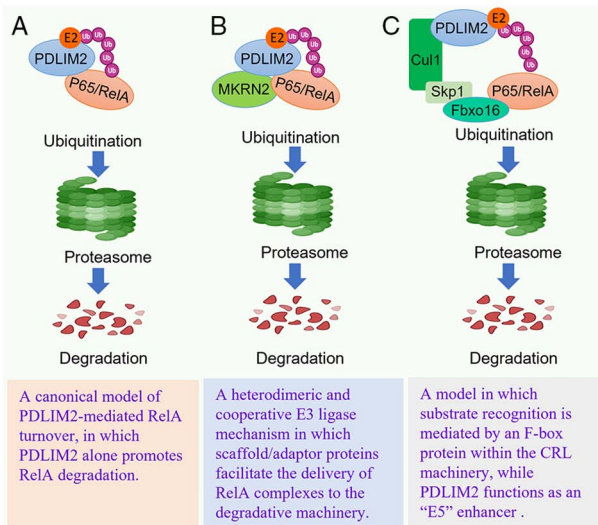 A
E2
Ub
Ub
Ub
Ub
Ub
PDLIM2
P65/RelA
Ubiquitination
Proteasome
Degradation
A canonical model of
PDLIM2-mediated RelA
turnover, in which
PDLIM2 alone promotes
RelA degradation.
B
E2
Ub
Ub
Ub
Ub
Ub
PDLIM2
MKRN2
P65/RelA
Ubiquitination
Proteasome
Degradation
A heterodimeric and
cooperative E3 ligase
mechanism in which
scaffold/adaptor proteins
facilitate the delivery of
RelA complexes to the
degradative machinery.
C
E2
Ub
Ub
Ub
Ub
Ub
PDLIM2
Cul1
Skp1
P65/RelA
Fbxo16
Ubiquitination
Proteasome
Degradation
A model in which
substrate recognition is
mediated by an F-box
protein within the CRL
machinery, while
PDLIM2 functions as an
“E5” enhancer .